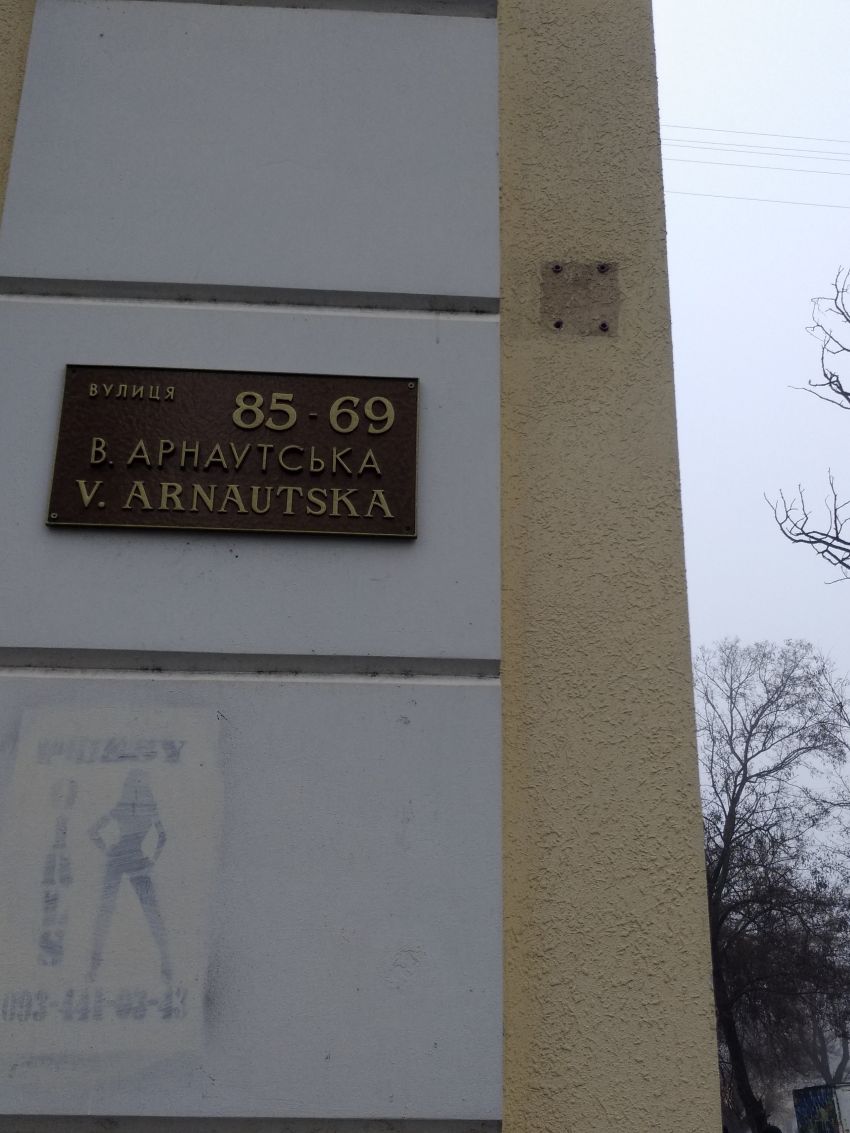 ВУЛИЦЯ
85 - 69
В. АРНАУТСЬКА
V. ARNAUTSKA